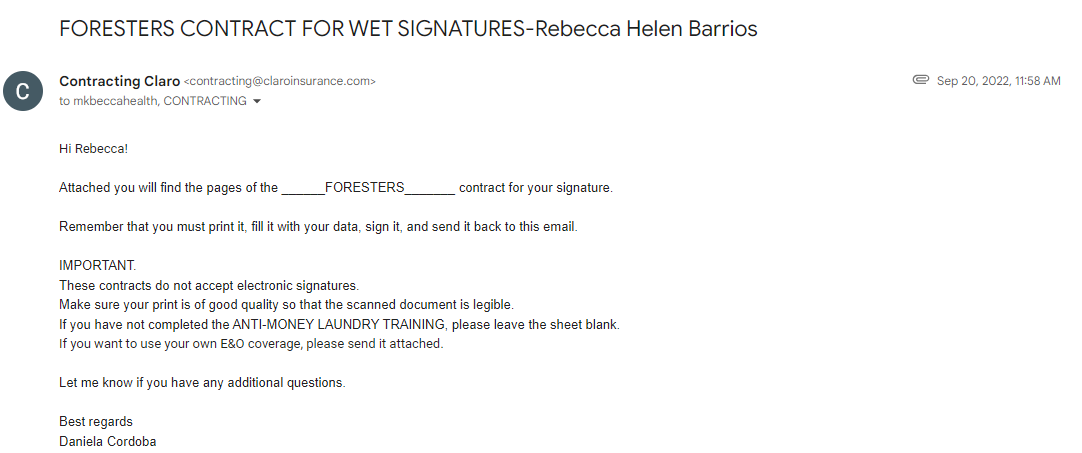 FORESTERS CONTRACT FOR WET SIGNATURES-Rebecca Helen Barrios
C
Contracting Claro <contracting@claroinsurance.com>
Sep 20, 2022, 11:58 AM
to mkbeccahealth, CONTRACTING
Hi Rebecca!
Attached you will find the pages of the ______FORESTERS_______ contract for your signature.
Remember that you must print it, fill it with your data, sign it, and send it back to this email.
IMPORTANT.
These contracts do not accept electronic signatures.
Make sure your print is of good quality so that the scanned document is legible.
If you have not completed the ANTI-MONEY LAUNDRY TRAINING, please leave the sheet blank.
If you want to use your own E&O coverage, please send it attached.
Let me know if you have any additional questions.
Best regards
Daniela Cordoba